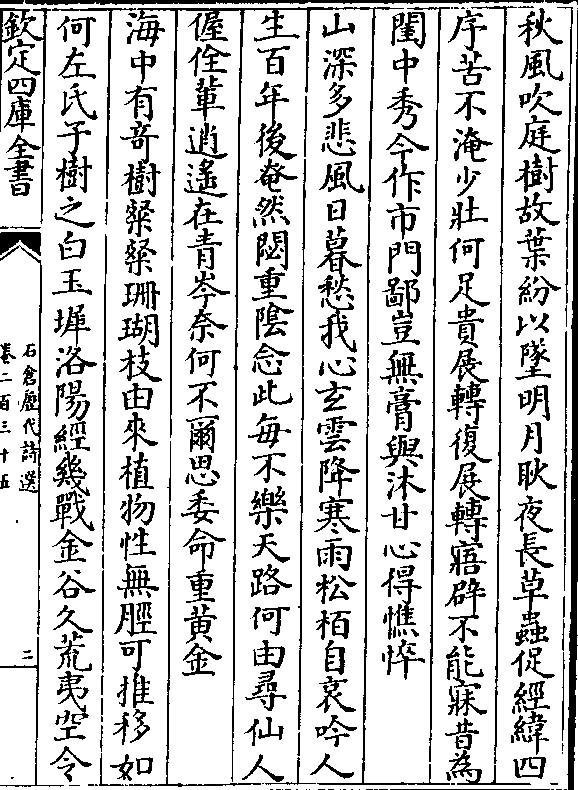 秋風吹庭樹故葉紛以墜明月耿夜長草蟲促經緯四
序苦不淹少壯何足貴展轉復展轉寤辟不能寐昔為
閨中秀今作市門鄙豈無膏與沐甘心得憔悴
山深多悲風日暮愁我心玄雲降寒雨松栢自哀吟人
生百年後奄然閟重陰念此每不樂天路何由尋仙人
偓佺輩逍遙在青岑奈何不爾思委命重黃金
海中有竒樹粲粲珊瑚枝由來植物性無脛可推移如
何左氏子樹之白玉墀洛陽經幾戰金谷久荒夷空令
欽定四庫全書
石倉歷代詩選
卷二百三十五
二